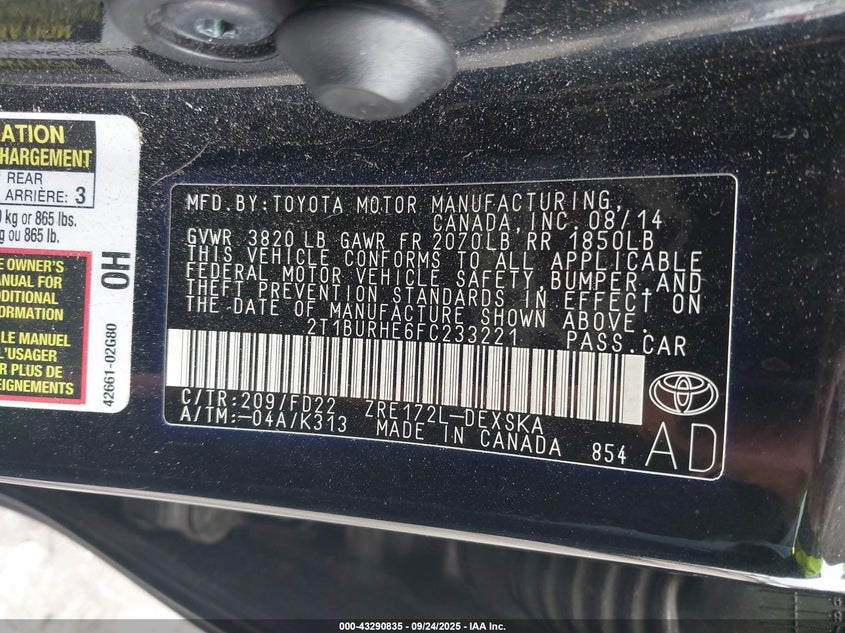 ATION
HARGEMENT
REAR
ARRIÈRE: 3
kg or 865 lbs.
g ou 865 lb.
E OWNER'S
ANUAL FOR
DDITIONAL
FORMATION
LE MANUEL
L'USAGER
R PLUS DE
EIGNEMENTS
OH
42661-02G80
MFD.BY:TOYOTA MOTOR MANUFACTURING,
CANADA,INC. 08/14
GVWR 3820 LB GAWR FR 2070LB RR 1850LB
THIS VEHICLE CONFORMS TO ALL APPLICABLE
FEDERAL MOTOR VEHICLE SAFETY,BUMPER,AND
THEFT PREVENTION STANDARDS IN EFFECT ON
THE DATE OF MANUFACTURE SHOWN ABOVE.
2T1BURHE6FC233221 PASS.CAR
C/TR:209/FD22 ZRE172L-DEXSKA
A/TM:-04A/K313 MADE IN CANADA 854
AD
000-43290835 - 09/24/2025 - IAA Inc.